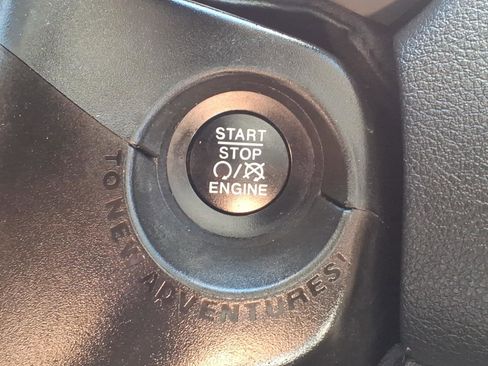 START
STOP
ENGINE
TO NEW ADVENTURES!